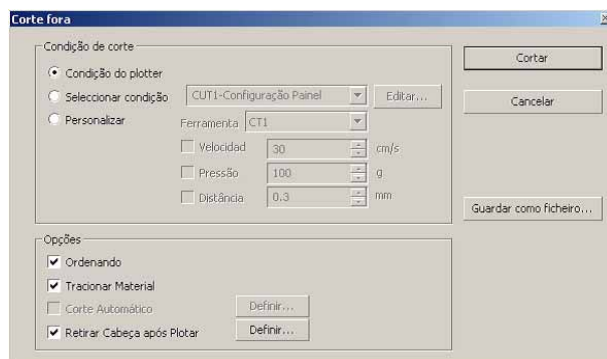 Corte fora
Condição de corte
Condição do plotter
Cortar
Seleccionar condição CUT1-Configuração Painel Editar...
Cancelar
Personalizar Ferramenta CT1
Velocidad 30 cm/s
Pressão 100 g
Distância 0.3 mm
Guardar como ficheiro...
Opções
Ordenando
Tracionar Material
Corte Automático Definir...
Retirar Cabeça após Plotar Definir...